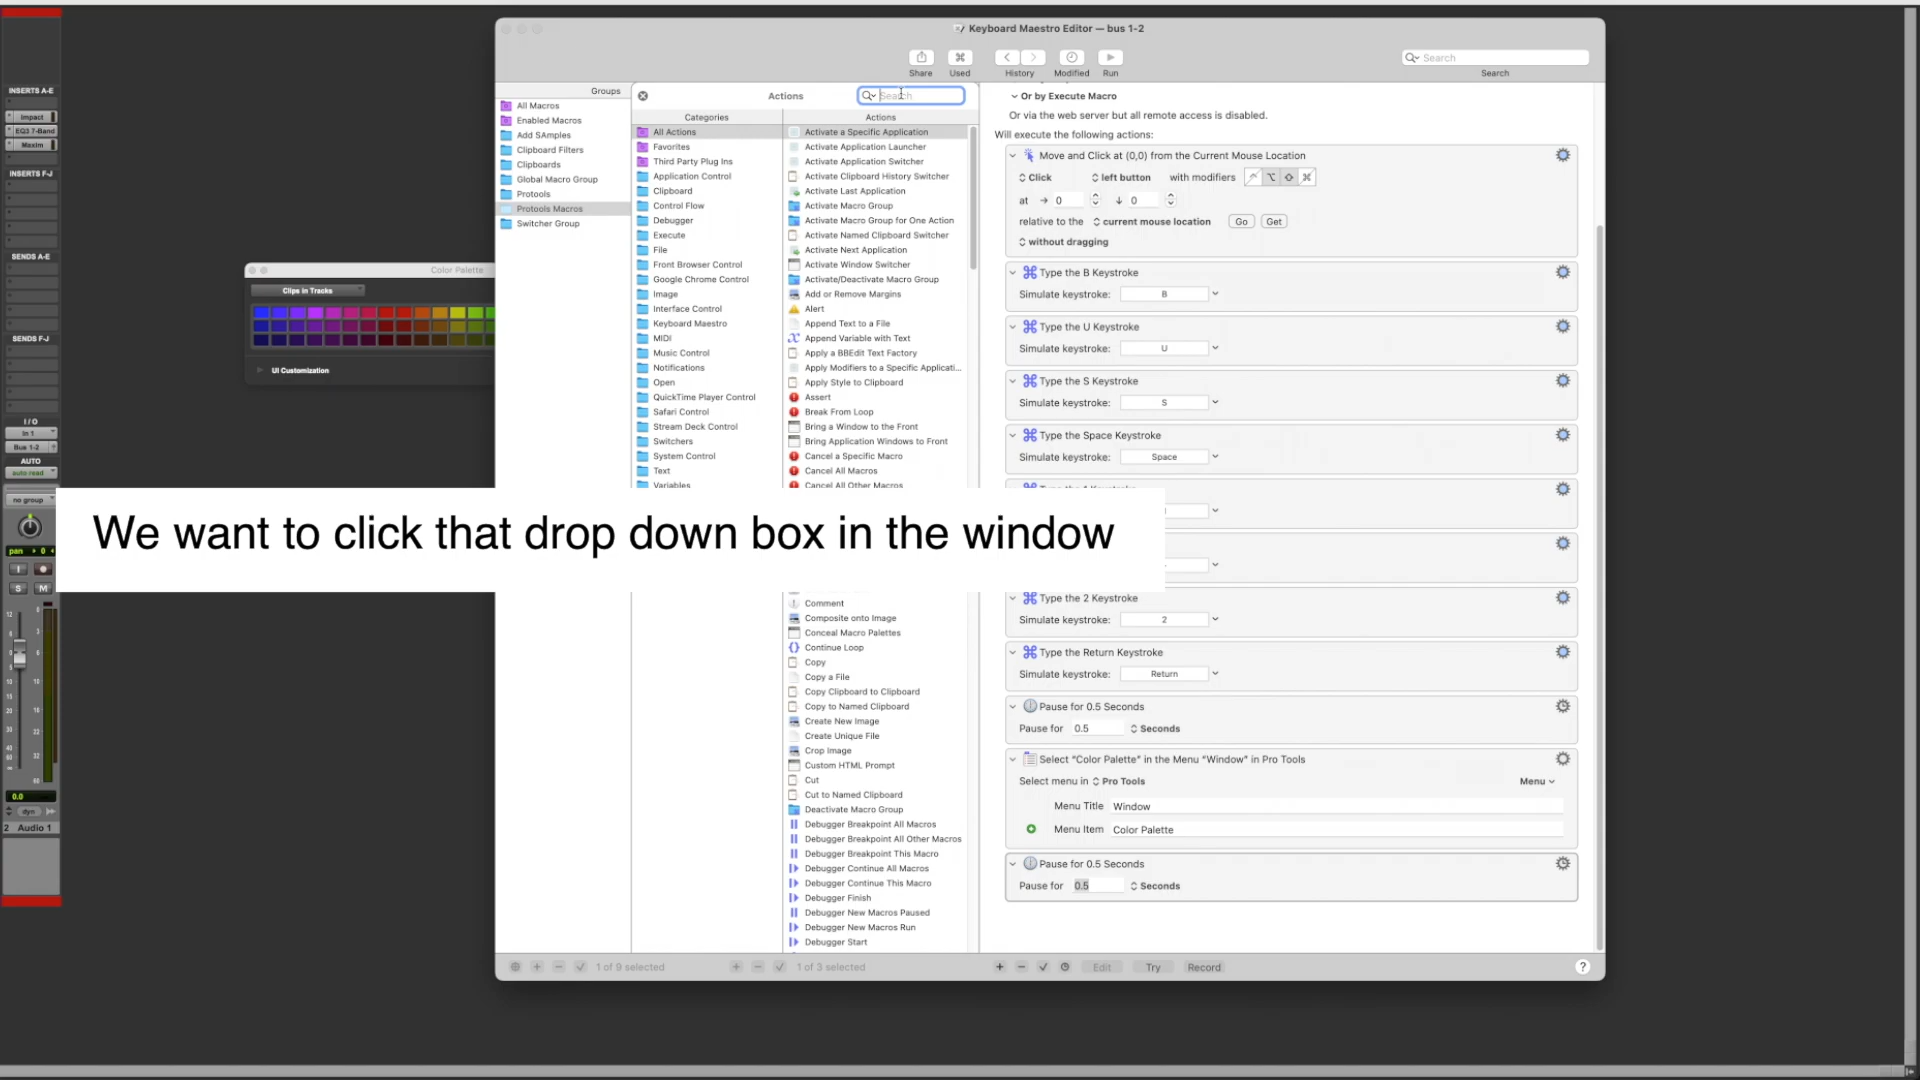 Keyboard Maestro Editor — bus 1-2
Share
Used
History
Modified
Run
Search
Search
Groups
All Macros
Enabled Macros
Add SAmples
Clipboard Filters
Clipboards
Global Macro Group
Protools
Protools Macros
Switcher Group
Actions
Search
Categories
All Actions
Favorites
Third Party Plug Ins
Application Control
Clipboard
Control Flow
Debugger
Execute
File
Front Browser Control
Google Chrome Control
Image
Interface Control
Keyboard Maestro
MIDI
Music Control
Notifications
Open
QuickTime Player Control
Safari Control
Stream Deck Control
Switchers
System Control
Text
Variables
Actions
Activate a Specific Application
Activate Application Launcher
Activate Application Switcher
Activate Clipboard History Switcher
Activate Last Application
Activate Macro Group
Activate Macro Group for One Action
Activate Named Clipboard Switcher
Activate Next Application
Activate Window Switcher
Activate/Deactivate Macro Group
Add or Remove Margins
Alert
Append Text to a File
Append Variable with Text
Apply a BBEdit Text Factory
Apply Modifiers to a Specific Applicati...
Apply Style to Clipboard
Assert
Break From Loop
Bring a Window to the Front
Bring Application Windows to Front
Cancel a Specific Macro
Cancel All Macros
Cancel All Other Macros
Comment
Composite onto Image
Conceal Macro Palettes
Continue Loop
Copy
Copy a File
Copy Clipboard to Clipboard
Copy to Named Clipboard
Create New Image
Create Unique File
Crop Image
Custom HTML Prompt
Cut
Cut to Named Clipboard
Deactivate Macro Group
Debugger Breakpoint All Macros
Debugger Breakpoint All Other Macros
Debugger Breakpoint This Macro
Debugger Continue All Macros
Debugger Continue This Macro
Debugger Finish
Debugger New Macros Paused
Debugger New Macros Run
Debugger Start
Or by Execute Macro
Or via the web server but all remote access is disabled.
Will execute the following actions:
Move and Click at (0,0) from the Current Mouse Location
Click left button with modifiers
at 0 0
relative to the current mouse location Go Get
without dragging
Type the B Keystroke
Simulate keystroke: B
Type the U Keystroke
Simulate keystroke: U
Type the S Keystroke
Simulate keystroke: S
Type the Space Keystroke
Simulate keystroke: Space
Type the 2 Keystroke
Simulate keystroke: 2
Type the Return Keystroke
Simulate keystroke: Return
Pause for 0.5 Seconds
Pause for 0.5 Seconds
Select “Color Palette” in the Menu “Window” in Pro Tools
Select menu in Pro Tools Menu
Menu Title Window
Menu Item Color Palette
Pause for 0.5 Seconds
Pause for 0.5 Seconds
1 of 9 selected
1 of 3 selected
Edit
Try
Record
?
We want to click that drop down box in the window
Color Palette
Clips in Tracks
UI Customization
INSERTS A-E
Impact
EQ3 7-Band
Maxim
INSERTS F-J
SENDS A-E
SENDS F-J
I/O
In 1
Bus 1-2
AUTO
auto read
no group
pan 0
I
S M
0.0
dyn
2 Audio 1